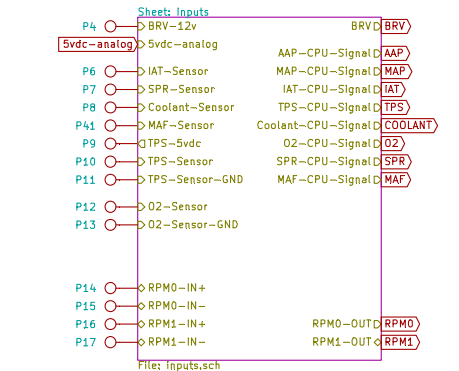 Sheet: Inputs
P4 BRV-12v BRV BRV
5vdc-analog 5vdc-analog
AAP-CPU-Signal AAP
P6 IAT-Sensor MAP-CPU-Signal MAP
P7 SPR-Sensor IAT-CPU-Signal IAT
P8 Coolant-Sensor TPS-CPU-Signal TPS
P41 MAF-Sensor Coolant-CPU-Signal COOLANT
P9 TPS-5vdc O2-CPU-Signal O2
P10 TPS-Sensor SPR-CPU-Signal SPR
P11 TPS-Sensor-GND MAF-CPU-Signal MAF
P12 O2-Sensor
P13 O2-Sensor-GND
P14 RPM0-IN+
P15 RPM0-IN-
P16 RPM1-IN+ RPM0-OUT RPM0
P17 RPM1-IN- RPM1-OUT RPM1
File: inputs.sch